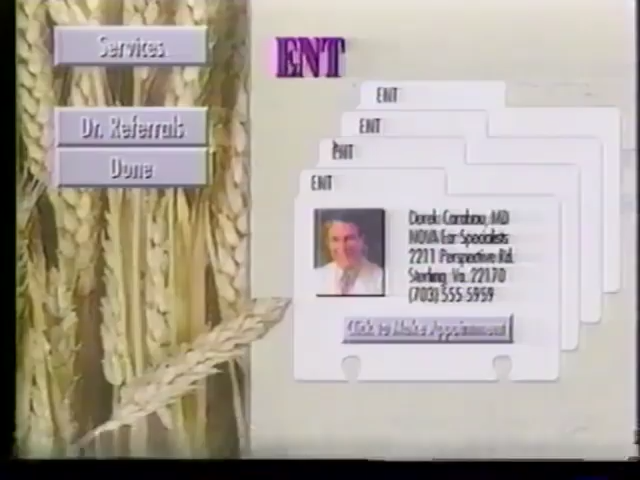 Services
Dr. Referrals
Done
ENT
ENT
ENT
ENT
ENT
Derek MD
NOVA Ear Specialists
2211 Perspective Rd.
Sterling, Va. 22170
(703) 555-5959
Click to Make Appointment